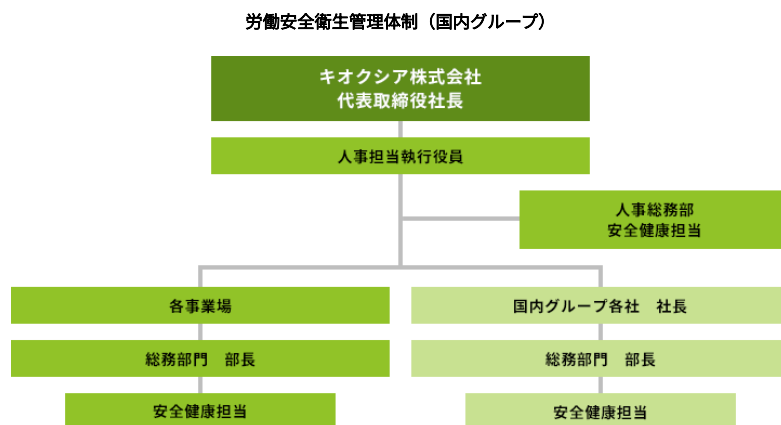 労働安全衛生管理体制（国内グループ）
キオクシア株式会社
代表取締役社長
人事担当執行役員
人事総務部
安全健康担当
各事業場
国内グループ各社　社長
総務部門　部長
総務部門　部長
安全健康担当
安全健康担当